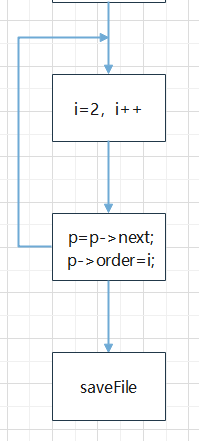 i=2，i++
p=p->next;
p->order=i;
saveFile